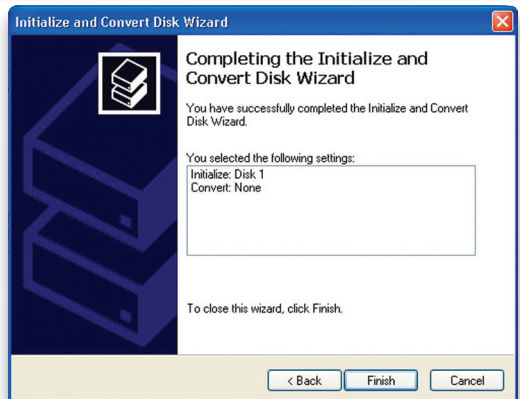 Initialize and Convert Disk Wizard
Completing the Initialize and
Convert Disk Wizard
You have successfully completed the Initialize and Convert
Disk Wizard.
You selected the following settings:
Initialize: Disk 1
Convert: None
To close this wizard, click Finish.
< Back
Finish
Cancel